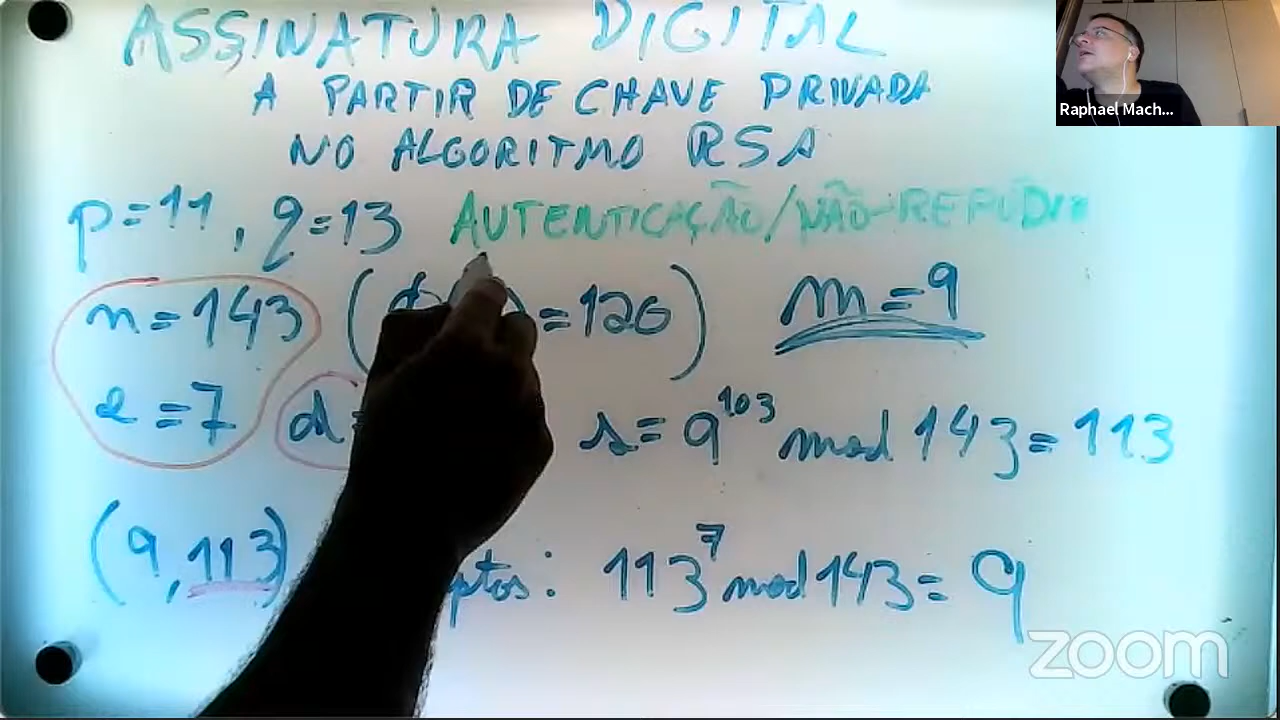 ASSINATURA DIGITAL
A PARTIR DE CHAVE PRIVADA
NO ALGORITMO RSA
p=11, q=13 AUTENTICAÇÃO/NÃO-REPÚDIO
n=143 ( =120) m=9
e=7 d= s=9^103 mod 143=113
(9,113) ptos: 113^7 mod 143=9
Raphael Mach...
zoom